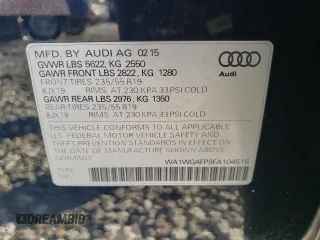 MFD. BY AUDI AG 02 15
GVWR LBS 5622, KG 2550
GAWR FRONT LBS 2822, KG 1280
FRONT TIRES 235/55 R19
8JX19 RIMS AT 230 KPA 33 PSI COLD
GAWR REAR LBS 2976, KG 1350
235/55 R19
8JX19 RIMS AT 230 KPA 33 PSI COLD
THIS VEHICLE CONFORMS TO ALL APPLICABLE
U.S. FEDERAL MOTOR VEHICLE SAFETY STANDARDS
AND THEFT PREVENTION STANDARDS IN EFFECT
ON THE DATE OF MANUFACTURE SHOWN ABOVE.
WA1WGAFP9FA104516
TYPE
Audi
DREAMBID